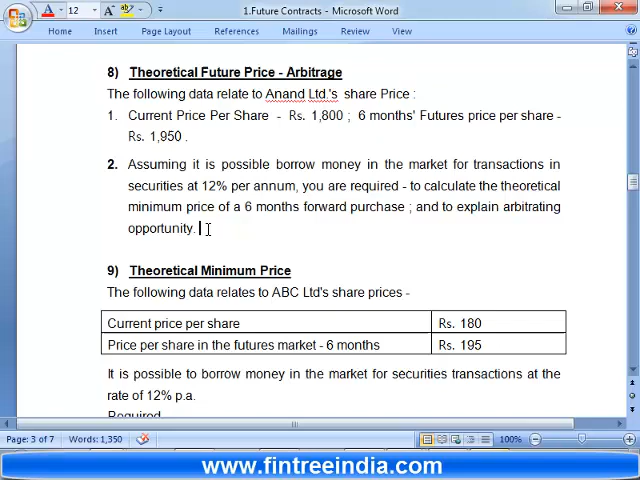 1.Future Contracts - Microsoft Word
A 12 A ab
Home Insert Page Layout References Mailings Review View
8) Theoretical Future Price - Arbitrage
The following data relate to Anand Ltd.'s share Price :
1. Current Price Per Share - Rs. 1,800 ; 6 months' Futures price per share -
Rs. 1,950 .
2. Assuming it is possible borrow money in the market for transactions in
securities at 12% per annum, you are required - to calculate the theoretical
minimum price of a 6 months forward purchase ; and to explain arbitrating
opportunity.
9) Theoretical Minimum Price
The following data relates to ABC Ltd's share prices -
Current price per share Rs. 180
Price per share in the futures market - 6 months Rs. 195
It is possible to borrow money in the market for securities transactions at the
rate of 12% p.a.
Required
Page: 3 of 7 Words: 1,350 100%
www.fintreeindia.com